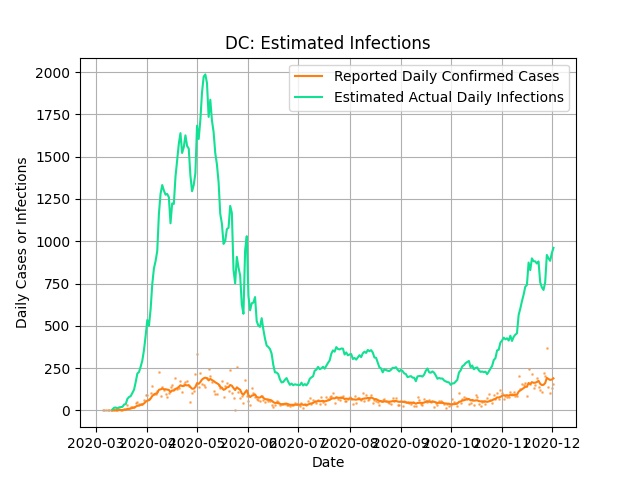 DC: Estimated Infections
Reported Daily Confirmed Cases
Estimated Actual Daily Infections
2000
1750
1500
1250
1000
750
500
250
0
Daily Cases or Infections
2020-03 2020-04 2020-05 2020-06 2020-07 2020-08 2020-09 2020-10 2020-11 2020-12
Date